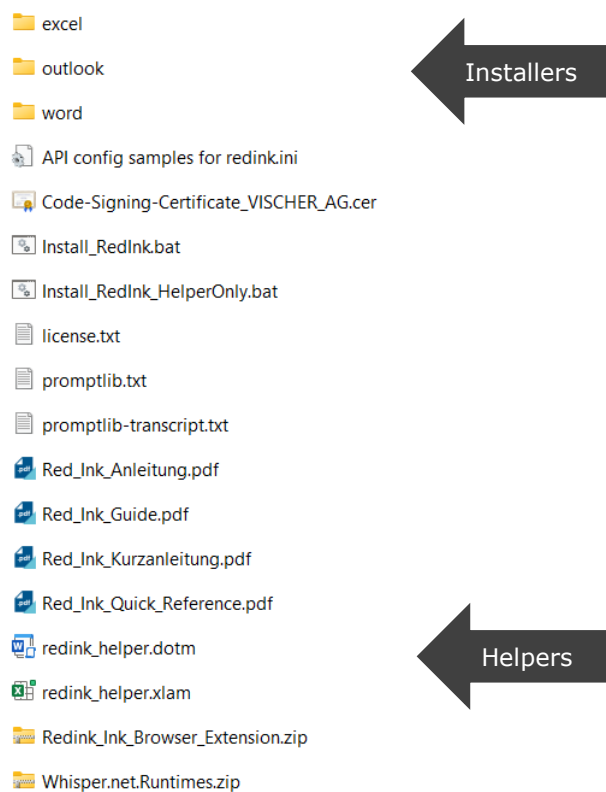 excel
outlook
Installers
word
API config samples for redink.ini
Code-Signing-Certificate_VISCHER_AG.cer
Install_RedInk.bat
Install_RedInk_HelperOnly.bat
license.txt
promptlib.txt
promptlib-transcript.txt
Red_Ink_Anleitung.pdf
Red_Ink_Guide.pdf
Red_Ink_Kurzanleitung.pdf
Red_Ink_Quick_Reference.pdf
redink_helper.dotm
Helpers
redink_helper.xlam
Redink_Ink_Browser_Extension.zip
Whisper.net.Runtimes.zip